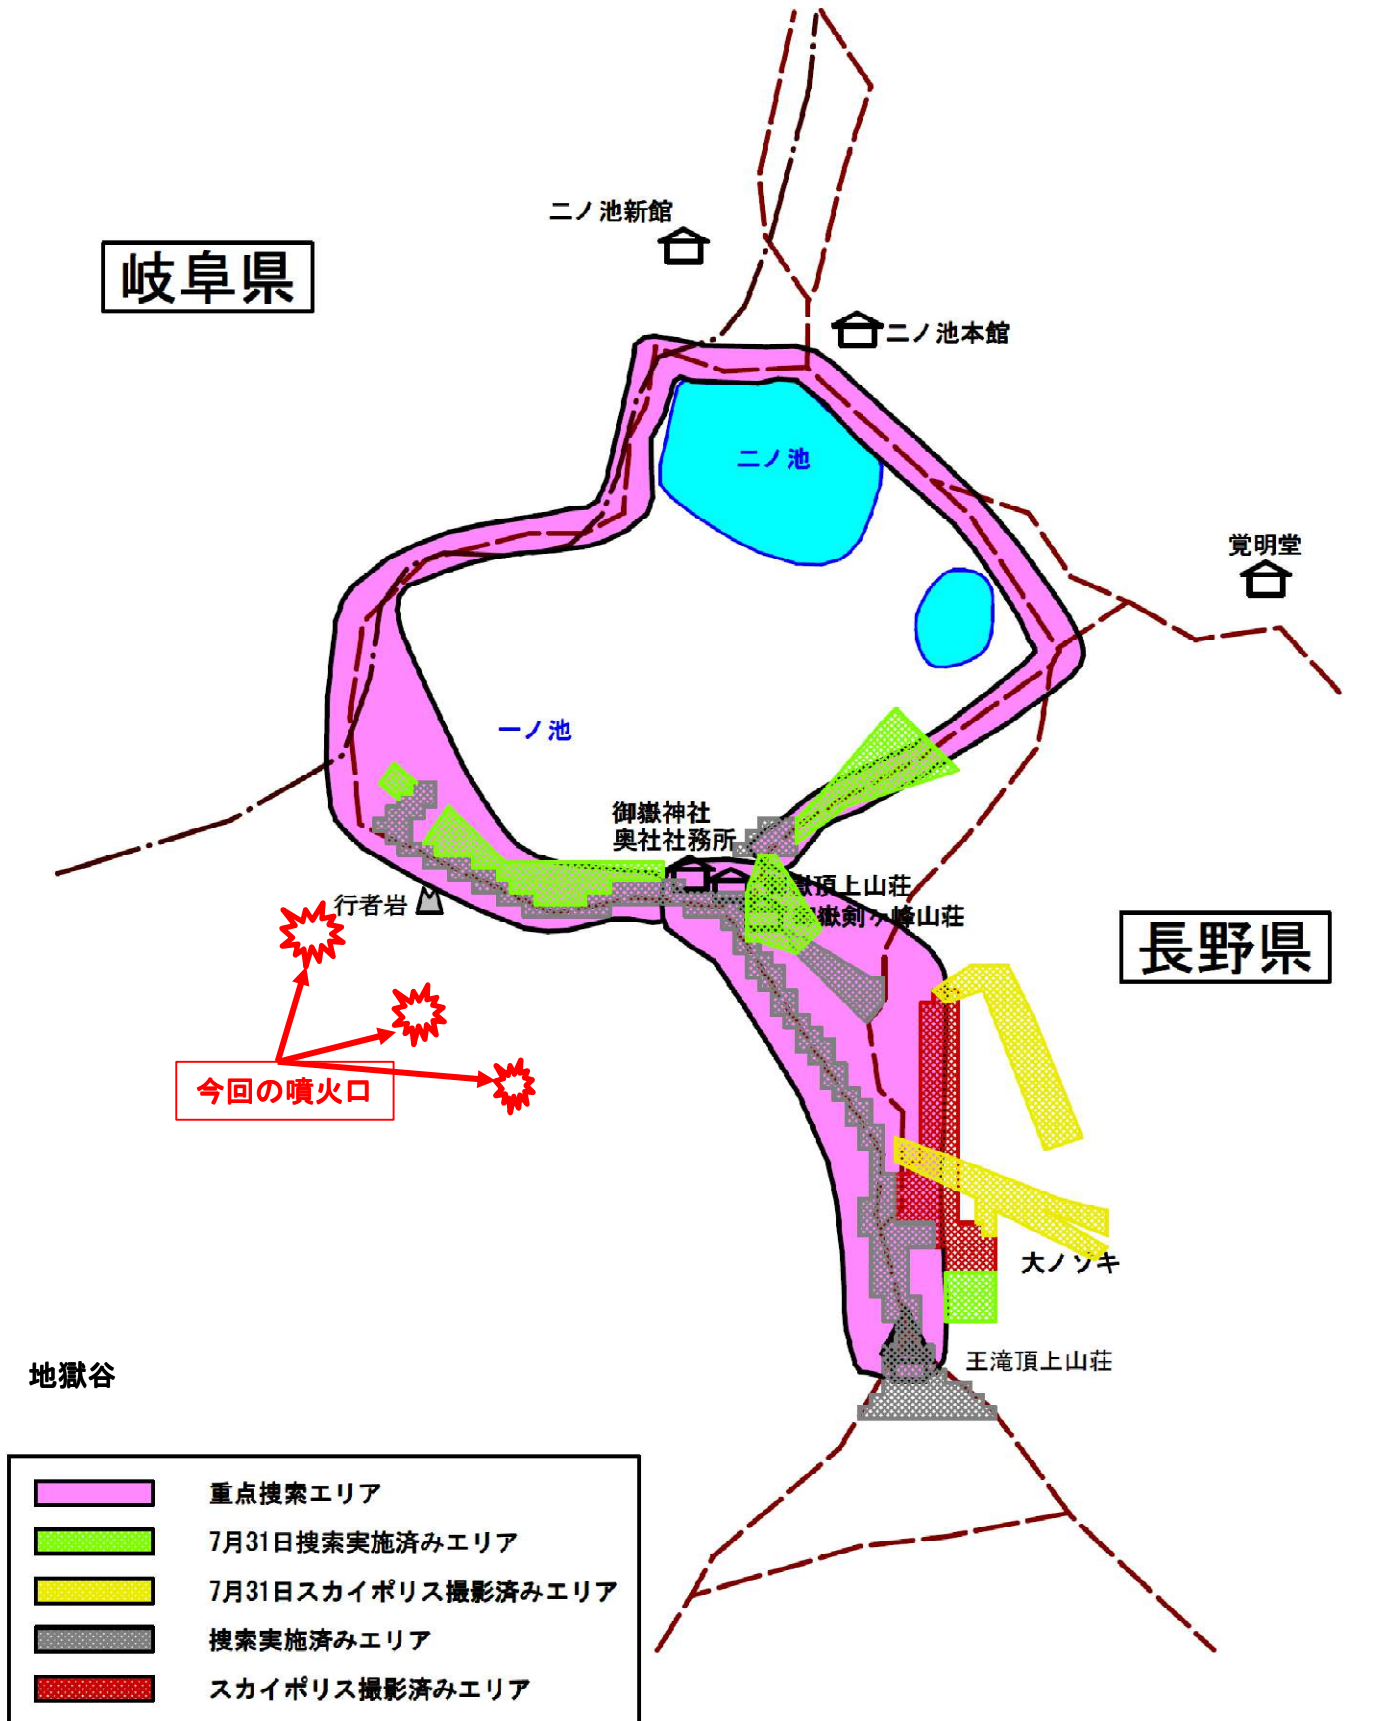 二ノ池新館
岐阜県
二ノ池本館
二ノ池
覚明堂
一ノ池
御嶽神社
奥社社務所
嶽頂上山荘
嶽剣ヶ峰山荘
行者岩
長野県
今回の噴火口
大ノゾキ
王滝頂上山荘
地獄谷
重点捜索エリア
7月31日捜索実施済みエリア
7月31日スカイポリス撮影済みエリア
捜索実施済みエリア
スカイポリス撮影済みエリア